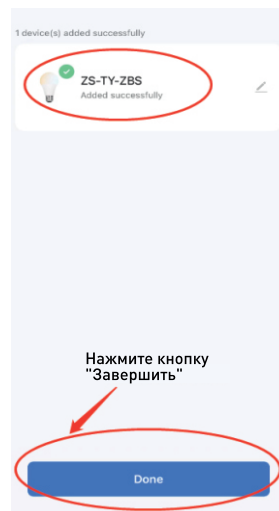 1 device(s) added successfully
ZS-TY-ZBS
Added successfully
Нажмите кнопку
"Завершить"
Done